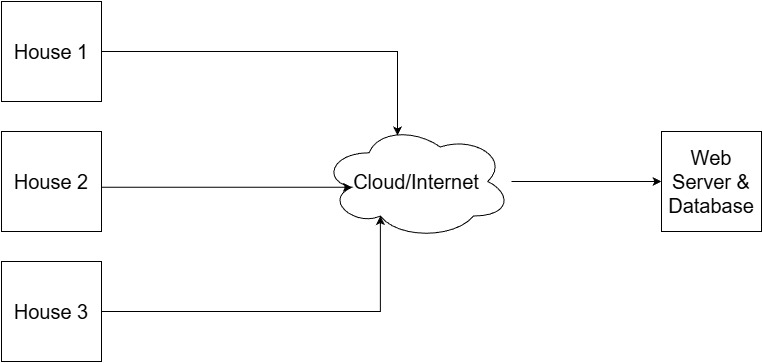 House 1
House 2
Cloud/Internet
Web
Server &
Database
House 3